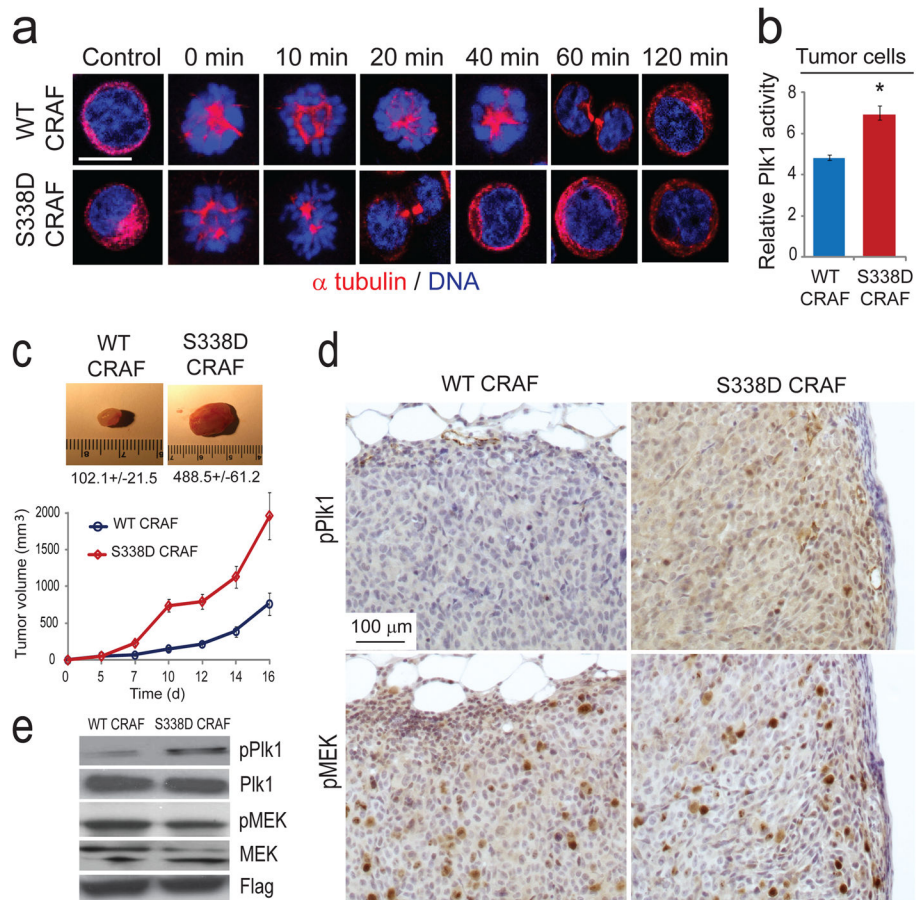 a
Control 0 min 10 min 20 min 40 min 60 min 120 min
WT
CRAF
S338D
CRAF
α tubulin / DNA
b
Tumor cells
Relative Plk1 activity
8
6
4
2
0
*
WT
CRAF
S338D
CRAF
c
WT
CRAF
S338D
CRAF
102.1+/-21.5
488.5+/-61.2
Tumor volume (mm3)
2000
1500
1000
500
0
WT CRAF
S338D CRAF
0 5 7 10 12 14 16
Time (d)
d
WT CRAF
S338D CRAF
pPlk1
100 µm
pMEK
e
WT CRAF S338D CRAF
pPlk1
Plk1
pMEK
MEK
Flag